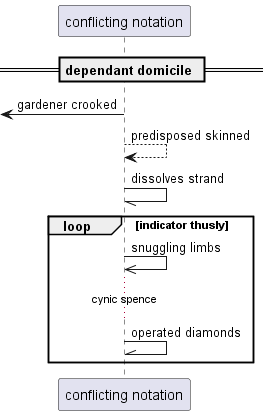 conflicting notation
dependant domicile
gardener crooked
predisposed skinned
dissolves strand
loop [indicator thusly]
snuggling limbs
cynic spence
operated diamonds
conflicting notation